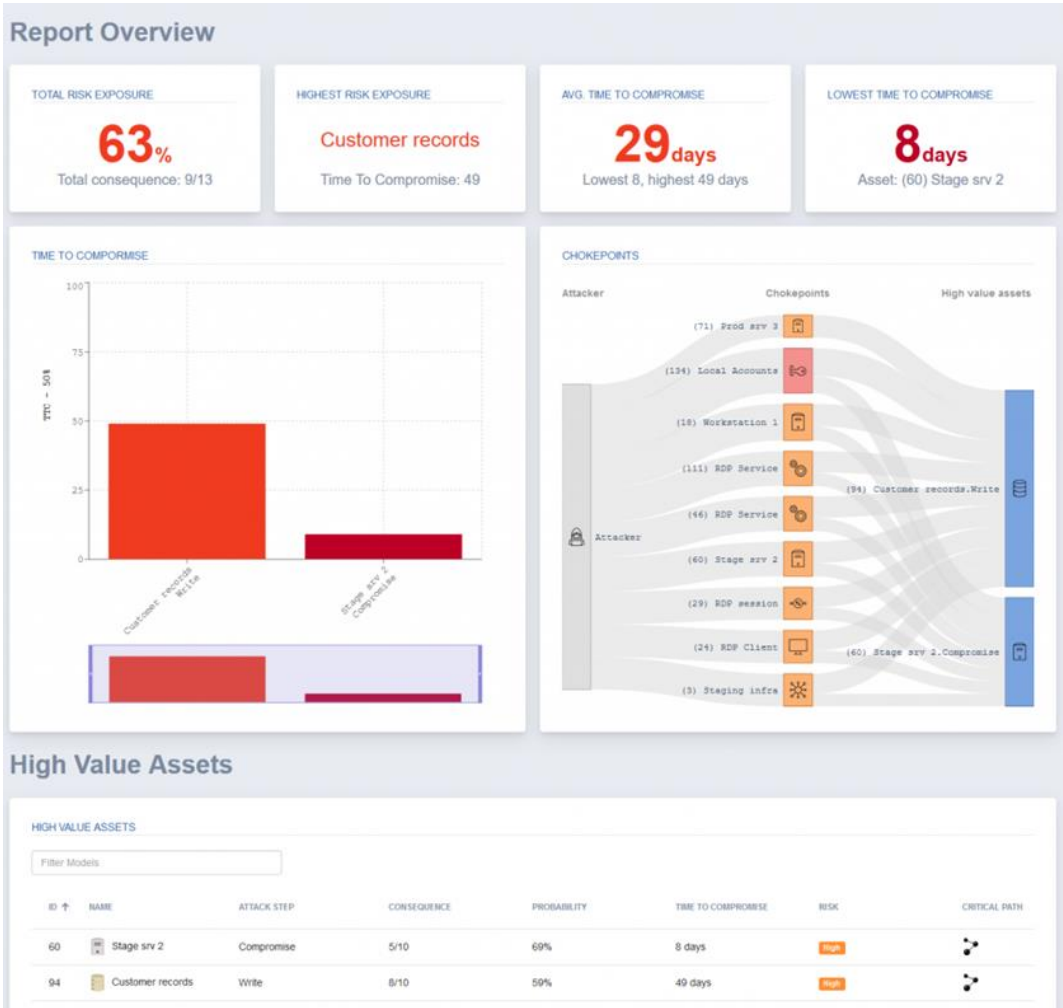 Report Overview
TOTAL RISK EXPOSURE
63%
Total consequence: 9/13
HIGHEST RISK EXPOSURE
Customer records
Time To Compromise: 49
AVG. TIME TO COMPROMISE
29 days
Lowest 8, highest 49 days
LOWEST TIME TO COMPROMISE
8 days
Asset: (60) Stage srv 2
TIME TO COMPORMISE
100
75
50
25
0
TTC - 50%
Customer records
Write
Stage srv 2
Compromise
CHOKEPOINTS
Attacker
Chokepoints
High value assets
(71) Prod srv 3
(134) Local Accounts
(18) Workstation 1
(111) RDP Service
(94) Customer records.Write
(46) RDP Service
Attacker
(60) Stage srv 2
(29) RDP session
(24) RDP Client
(60) Stage srv 2.Compromise
(3) Staging infra
High Value Assets
HIGH VALUE ASSETS
Filter Models
ID ↑ NAME ATTACK STEP CONSEQUENCE PROBABILITY TIME TO COMPROMISE RISK CRITICAL PATH
60 Stage srv 2 Compromise 5/10 69% 8 days High
94 Customer records Write 8/10 59% 49 days High